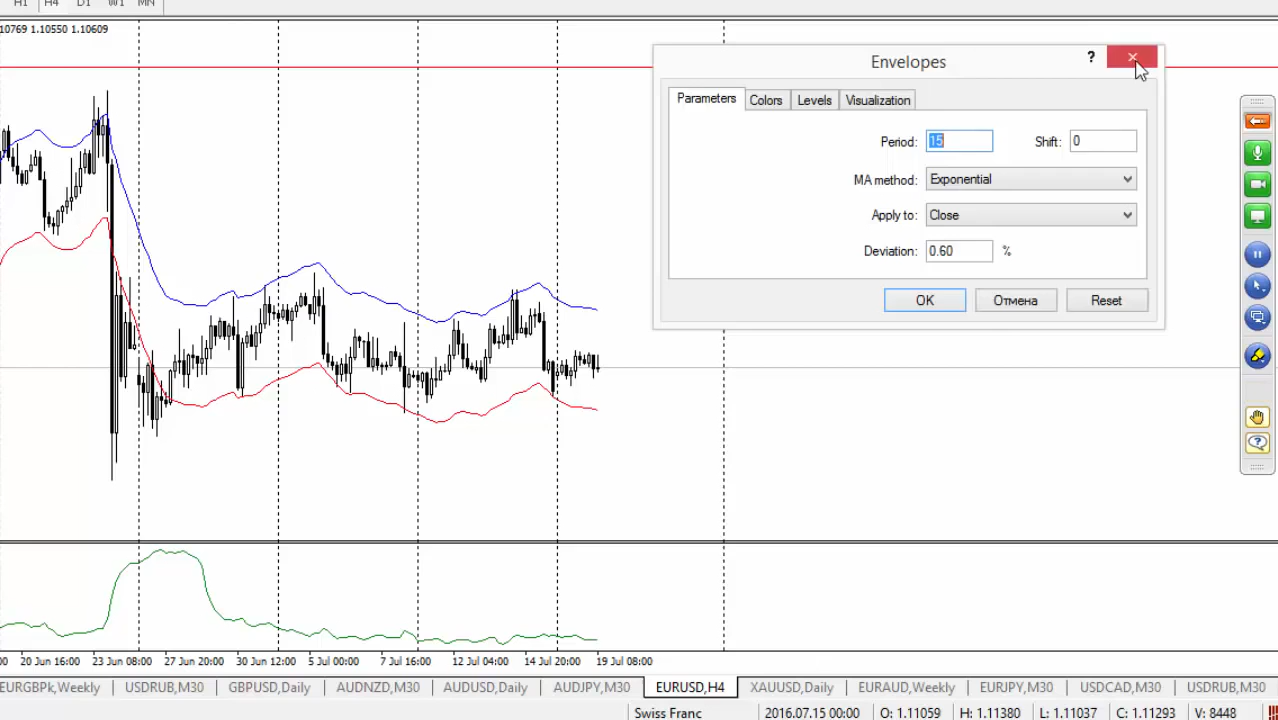 H1 H4 D1 W1 MN
10769 1.10550 1.10609
Envelopes ?
Parameters Colors Levels Visualization
Period: 15 Shift: 0
MA method: Exponential
Apply to: Close
Deviation: 0.60 %
OK Отмена Reset
00 20 Jun 16:00 23 Jun 08:00 27 Jun 20:00 30 Jun 12:00 5 Jul 00:00 7 Jul 16:00 12 Jul 04:00 14 Jul 20:00 19 Jul 08:00
EURGBPk,Weekly USDRUB,M30 GBPUSD,Daily AUDNZD,M30 AUDUSD,Daily AUDJPY,M30 EURUSD,H4 XAUUSD,Daily EURAUD,Weekly EURJPY,M30 USDCAD,M30 USDRUB,M30
Swiss Franc 2016.07.15 00:00 O: 1.11059 H: 1.11380 L: 1.11037 C: 1.11293 V: 8448